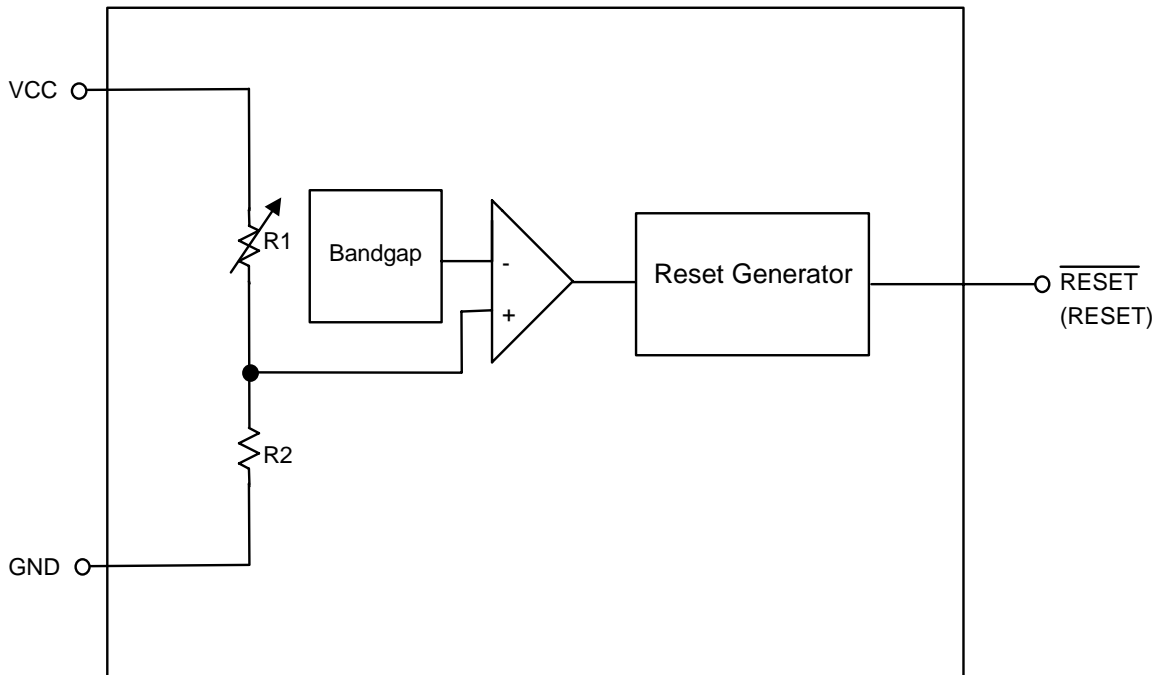 VCC
R1
Bandgap
-
+
Reset Generator
RESET
(RESET)
R2
GND